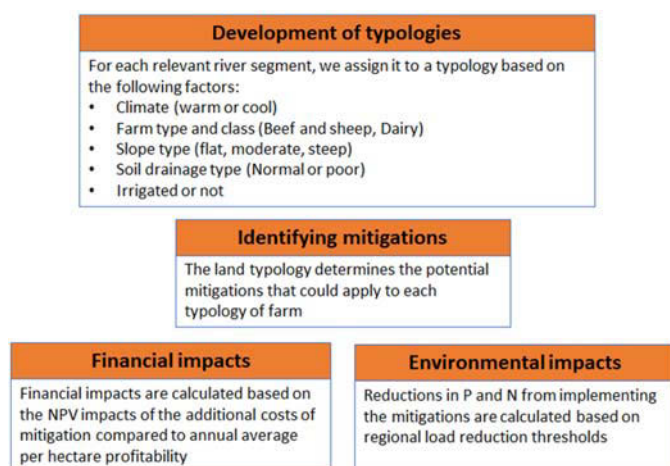 Development of typologies
For each relevant river segment, we assign it to a typology based on
the following factors:
• Climate (warm or cool)
• Farm type and class (Beef and sheep, Dairy)
• Slope type (flat, moderate, steep)
• Soil drainage type (Normal or poor)
• Irrigated or not
Identifying mitigations
The land typology determines the potential
mitigations that could apply to each
typology of farm
Financial impacts
Financial impacts are calculated based on
the NPV impacts of the additional costs of
mitigation compared to annual average
per hectare profitability
Environmental impacts
Reductions in P and N from implementing
the mitigations are calculated based on
regional load reduction thresholds